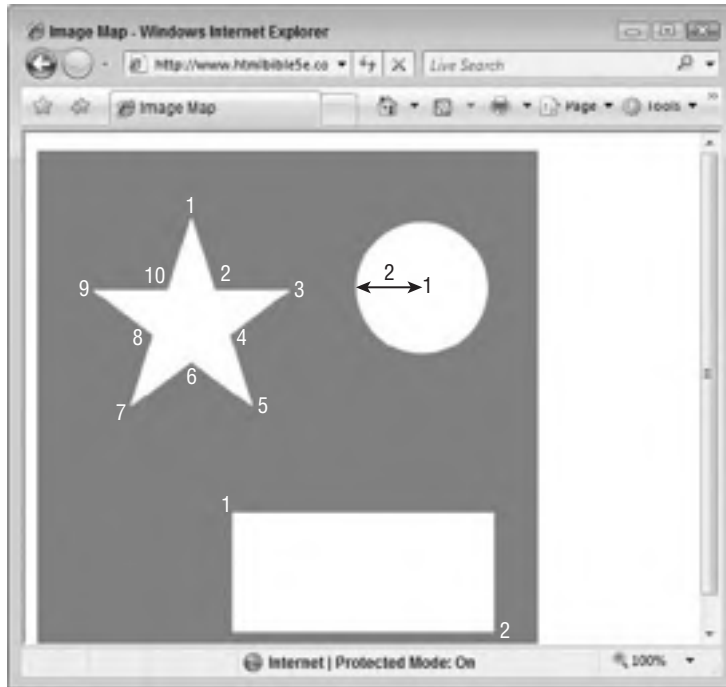 Image Map - Windows Internet Explorer
http://www.htmlbible5e.co
Live Search
Image Map
Page
Tools
1
10
2
9
3
8
4
6
7
5
2
1
1
2
Internet | Protected Mode: On
100%